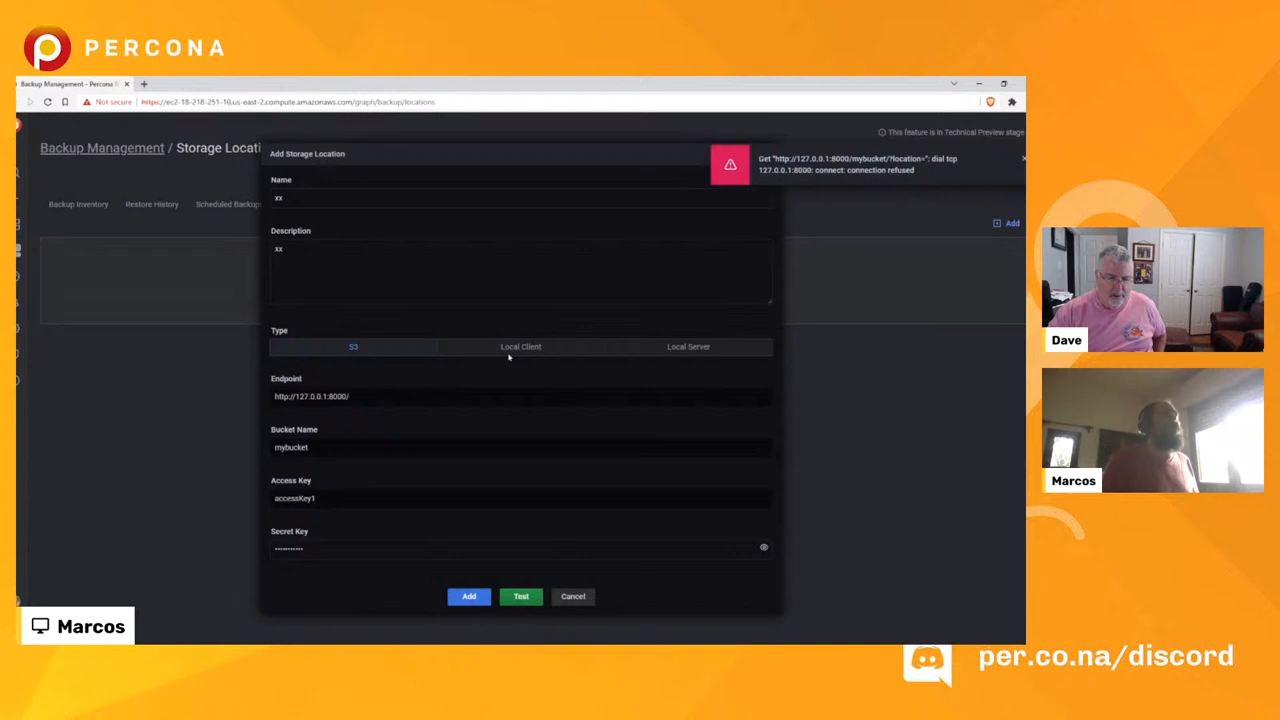 PERCONA
Backup Management - Percona M
Not secure
https://ec2-18-218-251-10.us-east-2.compute.amazonaws.com/graph/backup/locations
This feature is in Technical Preview stage
Backup Management / Storage Locati
Add Storage Location
Get "http://127.0.0.1:8000/mybucket/?location=": dial tcp
127.0.0.1:8000: connect: connection refused
Name
xx
Backup Inventory
Restore History
Scheduled Backup
Add
Description
xx
Type
S3
Local Client
Local Server
Endpoint
http://127.0.0.1:8000/
Bucket Name
mybucket
Access Key
accessKey1
Secret Key
Add
Test
Cancel
Marcos
Dave
Marcos
per.co.na/discord